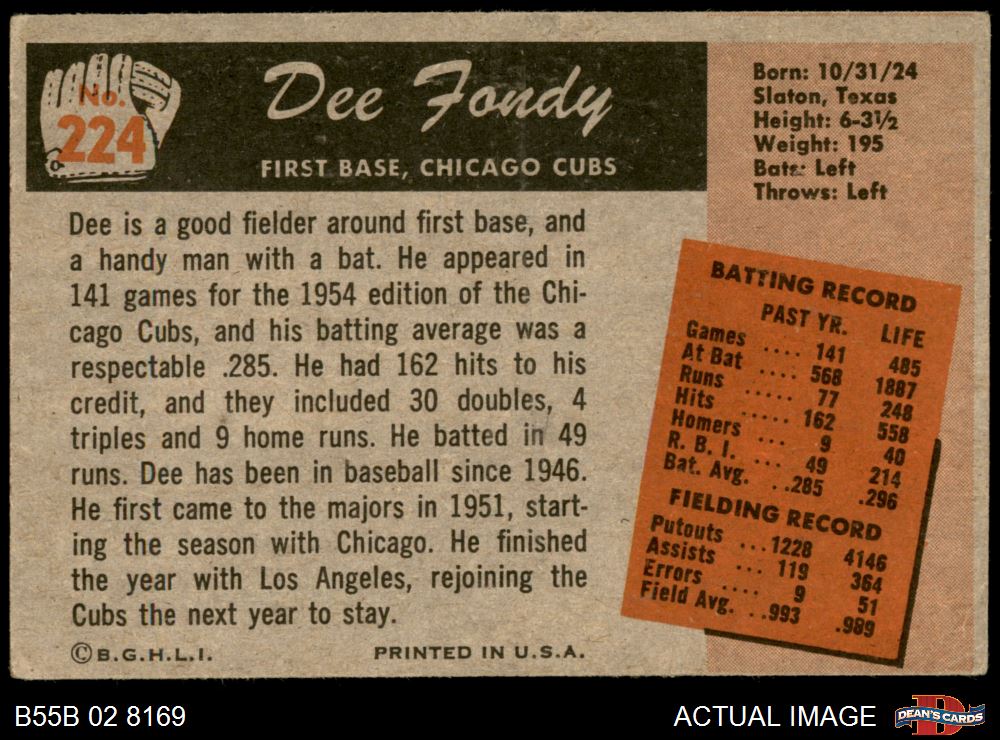 No.
224
Dee Fondy
FIRST BASE, CHICAGO CUBS
Born: 10/31/24
Slaton, Texas
Height: 6-3½
Weight: 195
Bats: Left
Throws: Left
Dee is a good fielder around first base, and
a handy man with a bat. He appeared in
141 games for the 1954 edition of the Chi-
cago Cubs, and his batting average was a
respectable .285. He had 162 hits to his
credit, and they included 30 doubles, 4
triples and 9 home runs. He batted in 49
runs. Dee has been in baseball since 1946.
He first came to the majors in 1951, start-
ing the season with Chicago. He finished
the year with Los Angeles, rejoining the
Cubs the next year to stay.
BATTING RECORD
PAST YR. LIFE
Games .... 141 485
At Bat .... 568 1887
Runs ..... 77 248
Hits ..... 162 558
Homers ... 9 40
R. B. I. ... 49 214
Bat. Avg. ..285 .296
FIELDING RECORD
Putouts ...1228 4146
Assists ... 119 364
Errors .... 9 51
Field Avg. ..993 .989
©B.G.H.L.I. PRINTED IN U.S.A.
B55B 02 8169
ACTUAL IMAGE
D
DEAN'S CARDS